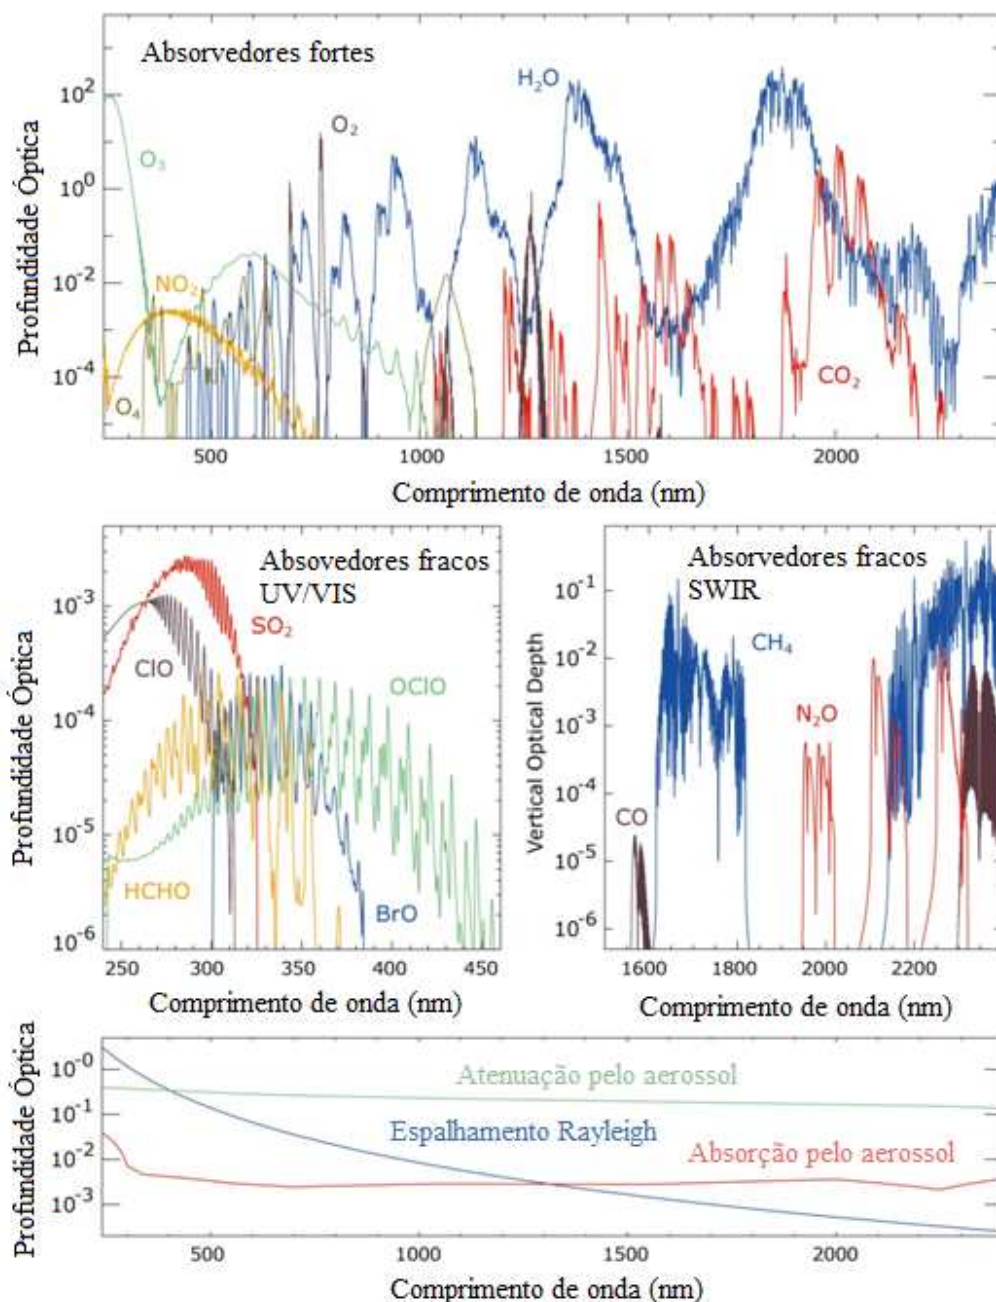 Absorvedores fortes
H₂O
O₂
O₃
NO₂
O₄
CO₂
10²
10⁰
10⁻²
10⁻⁴
Profundidade Óptica
500
1000
1500
2000
Comprimento de onda (nm)
Absovedores fracos
UV/VIS
SO₂
ClO
OClO
HCHO
BrO
10⁻³
10⁻⁴
10⁻⁵
10⁻⁶
Profundidade Óptica
250
300
350
400
450
Comprimento de onda (nm)
Absorvedores fracos
SWIR
CH₄
N₂O
CO
10⁻¹
10⁻²
10⁻³
10⁻⁴
10⁻⁵
10⁻⁶
Vertical Optical Depth
1600
1800
2000
2200
Comprimento de onda (nm)
Atenuação pelo aerossol
Espalhamento Rayleigh
Absorção pelo aerossol
10⁻⁰
10⁻¹
10⁻²
10⁻³
Profundidade Óptica
500
1000
1500
2000
Comprimento de onda (nm)